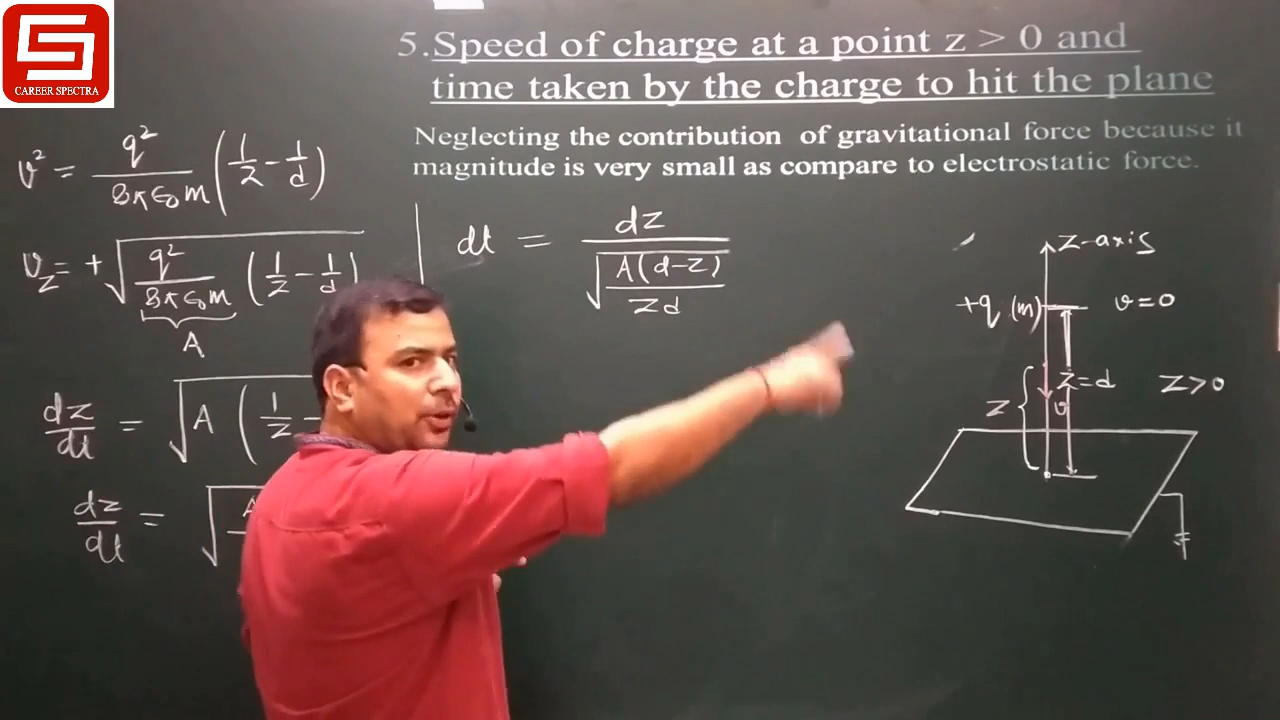 CAREER SPECTRA
5. Speed of charge at a point z > 0 and
time taken by the charge to hit the plane
Neglecting the contribution of gravitational force because it
magnitude is very small as compare to electrostatic force.
v² = q²/(8πε₀m) (1/z − 1/d)
v_z = +√(q²/(8πε₀m) (1/z − 1/d))
A
dz/dt = √(A (1/z −
dz/dt = √(A
dt = dz/√(A(d−z)/zd)
z-axis
+q (m)
v=0
z=d
z>0
z
v